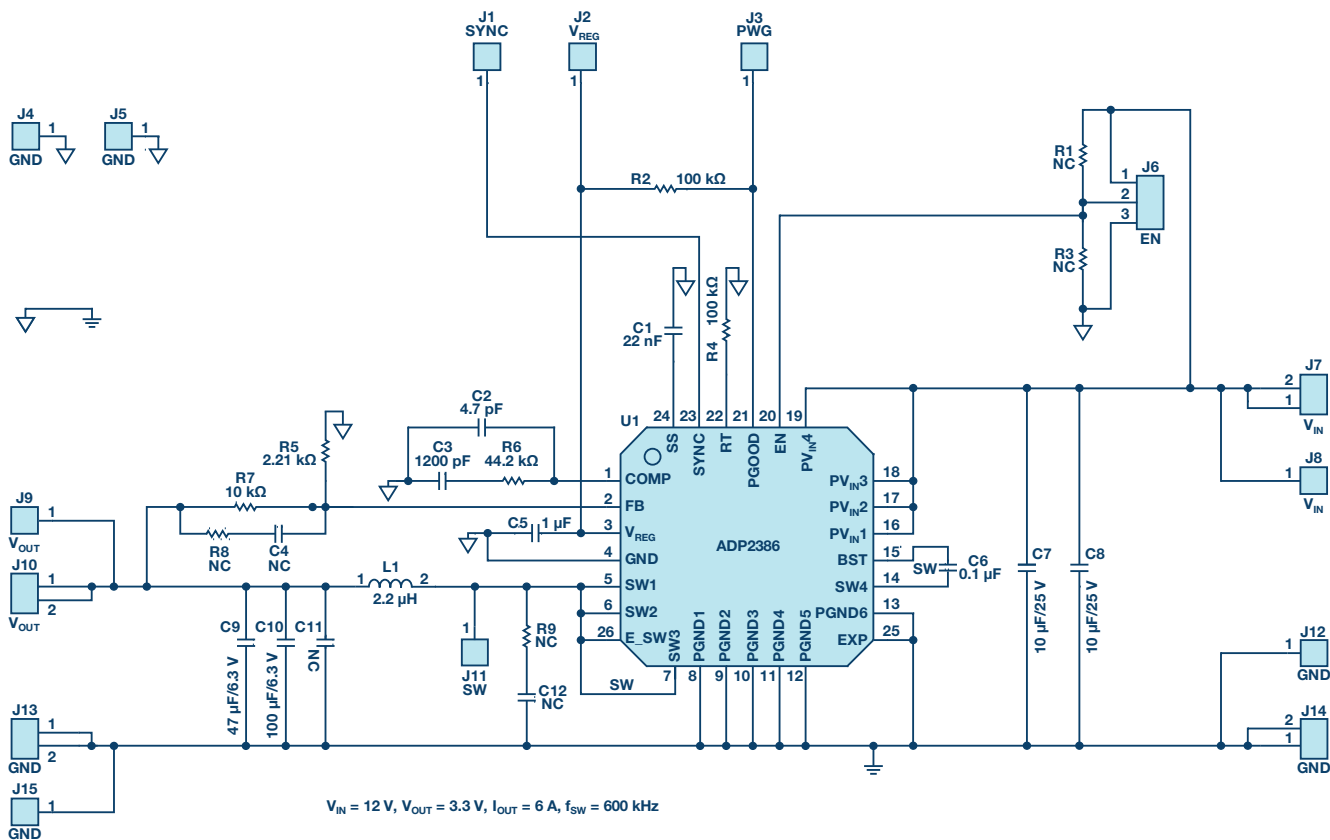 J1
SYNC
1
J2
VREG
1
J3
PWG
1
J4
1
GND
J5
1
GND
R1
NC
J6
1
2
3
EN
R3
NC
R2
100 kΩ
C1
22 nF
R4
100 kΩ
C2
4.7 pF
C3
1200 pF
R6
44.2 kΩ
R5
2.21 kΩ
R7
10 kΩ
R8
NC
C4
NC
C5
1 µF
U1
24
23
22
21
20
19
SS
SYNC
RT
PGOOD
EN
PVIN4
1
COMP
2
FB
3
VREG
4
GND
5
SW1
6
SW2
26
E_SW3
ADP2386
PVIN3
18
PVIN2
17
PVIN1
16
BST
15
SW4
14
PGND6
13
EXP
25
SW
C6
0.1 µF
C7
10 µF/25 V
C8
10 µF/25 V
J7
2
1
VIN
J8
1
VIN
J9
1
VOUT
J10
1
2
VOUT
1
L1
2
2.2 µH
C9
47 µF/6.3 V
C10
100 µF/6.3 V
C11
NC
1
J11
SW
R9
NC
C12
NC
SW
PGND1
PGND2
PGND3
PGND4
PGND5
7
8
9
10
11
12
J12
1
GND
J13
1
2
GND
J14
2
1
GND
J15
1
GND
VIN = 12 V, VOUT = 3.3 V, IOUT = 6 A, fSW = 600 kHz